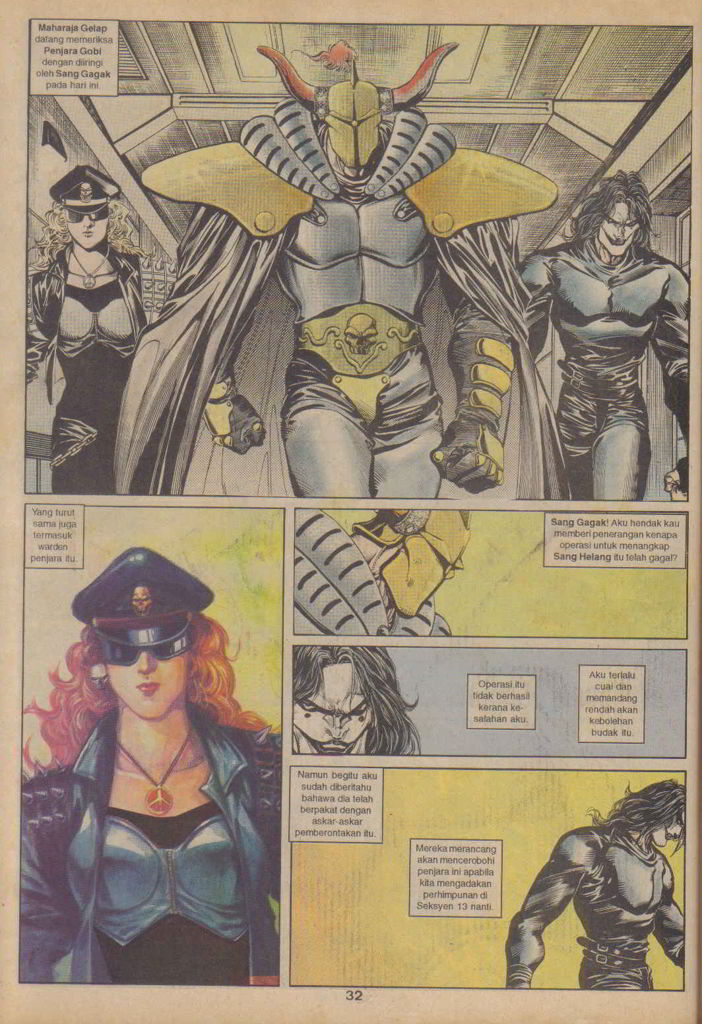 Maharaja Gelap
datang memeriksa
Penjara Gobi
dengan diiringi
oleh Sang Gagak
pada hari ini.
Yang turut
sama juga
termasuk
warden
penjara itu.
Sang Gagak! Aku hendak kau
memberi penerangan kenapa
operasi untuk menangkap
Sang Helang itu telah gagal?
Operasi itu
tidak berhasil
kerana ke-
salahan aku.
Aku terlalu
cuai dan
memandang
rendah akan
kebolehan
budak itu.
Namun begitu aku
sudah diberitahu
bahawa dia telah
berpakat dengan
askar-askar
pemberontakan itu.
Mereka merancang
akan mencerobohi
penjara ini apabila
kita mengadakan
perhimpunan di
Seksyen 13 nanti.
32